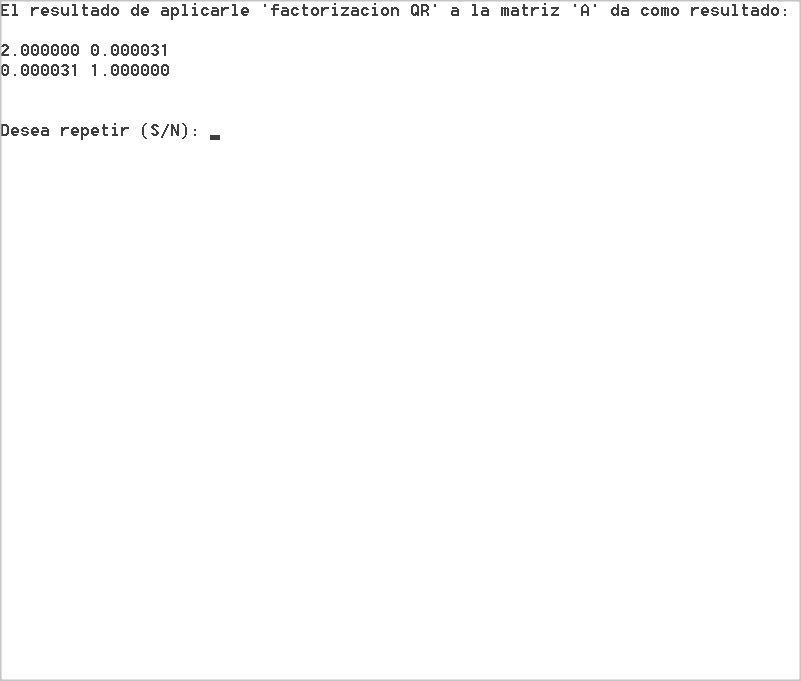 El resultado de aplicarle 'factorizacion QR' a la matriz 'A' da como resultado:
2.000000 0.000031
0.000031 1.000000
Desea repetir (S/N): _